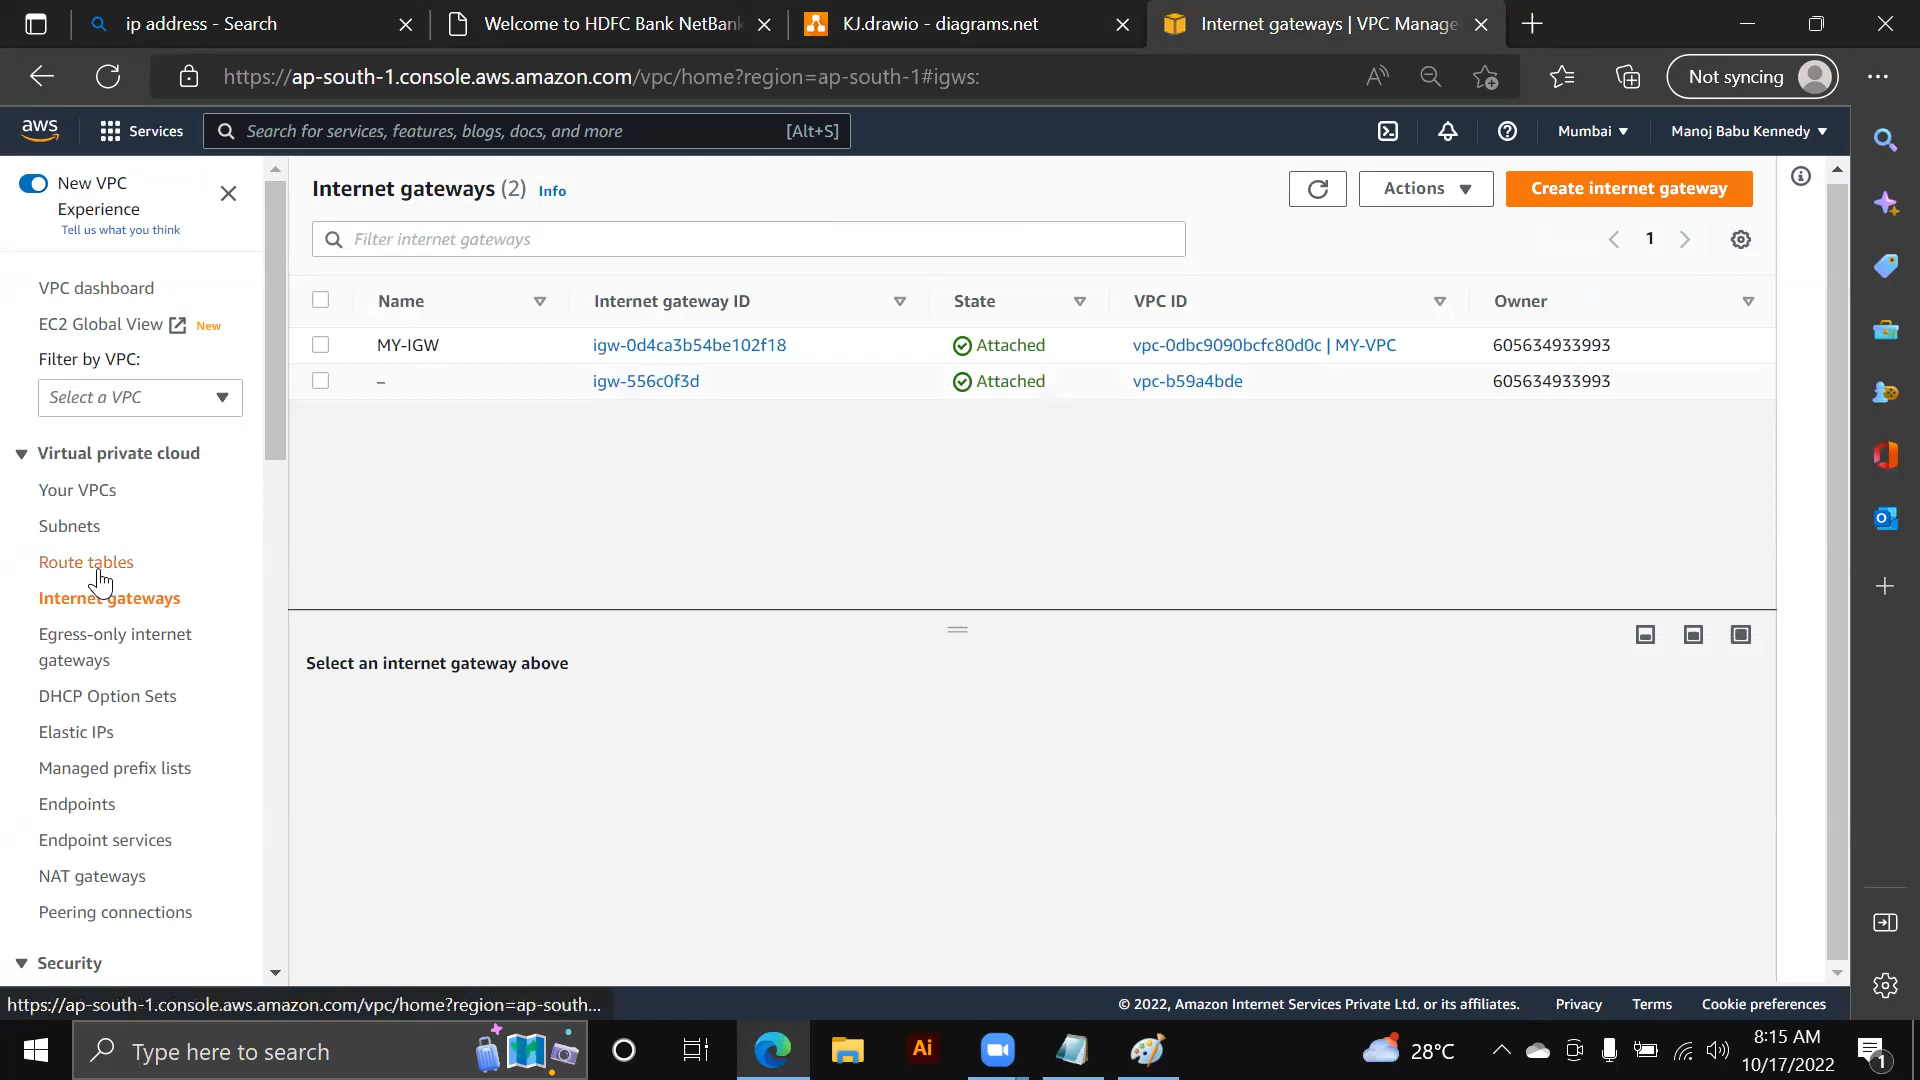 ip address - Search
Welcome to HDFC Bank NetBank
KJ.drawio - diagrams.net
Internet gateways | VPC Manage
https://ap-south-1.console.aws.amazon.com/vpc/home?region=ap-south-1#igws:
Not syncing
aws
Services
Search for services, features, blogs, docs, and more
[Alt+S]
Mumbai
Manoj Babu Kennedy
New VPC
Experience
Tell us what you think
VPC dashboard
EC2 Global View
New
Filter by VPC:
Select a VPC
Virtual private cloud
Your VPCs
Subnets
Route tables
Internet gateways
Egress-only internet
gateways
DHCP Option Sets
Elastic IPs
Managed prefix lists
Endpoints
Endpoint services
NAT gateways
Peering connections
Security
Internet gateways (2) Info
Actions
Create internet gateway
Filter internet gateways
1
Name Internet gateway ID State VPC ID Owner
MY-IGW igw-0d4ca3b54be102f18 Attached vpc-0dbc9090bcfc80d0c | MY-VPC 605634933993
– igw-556c0f3d Attached vpc-b59a4bde 605634933993
Select an internet gateway above
https://ap-south-1.console.aws.amazon.com/vpc/home?region=ap-south...
© 2022, Amazon Internet Services Private Ltd. or its affiliates. Privacy Terms Cookie preferences
Type here to search
Ai
28°C
8:15 AM
10/17/2022
1